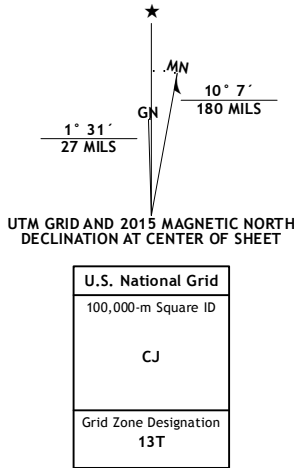 ★
MN
GN
10° 7´
180 MILS
1° 31´
27 MILS
UTM GRID AND 2015 MAGNETIC NORTH
DECLINATION AT CENTER OF SHEET
U.S. National Grid
100,000-m Square ID
CJ
Grid Zone Designation
13T